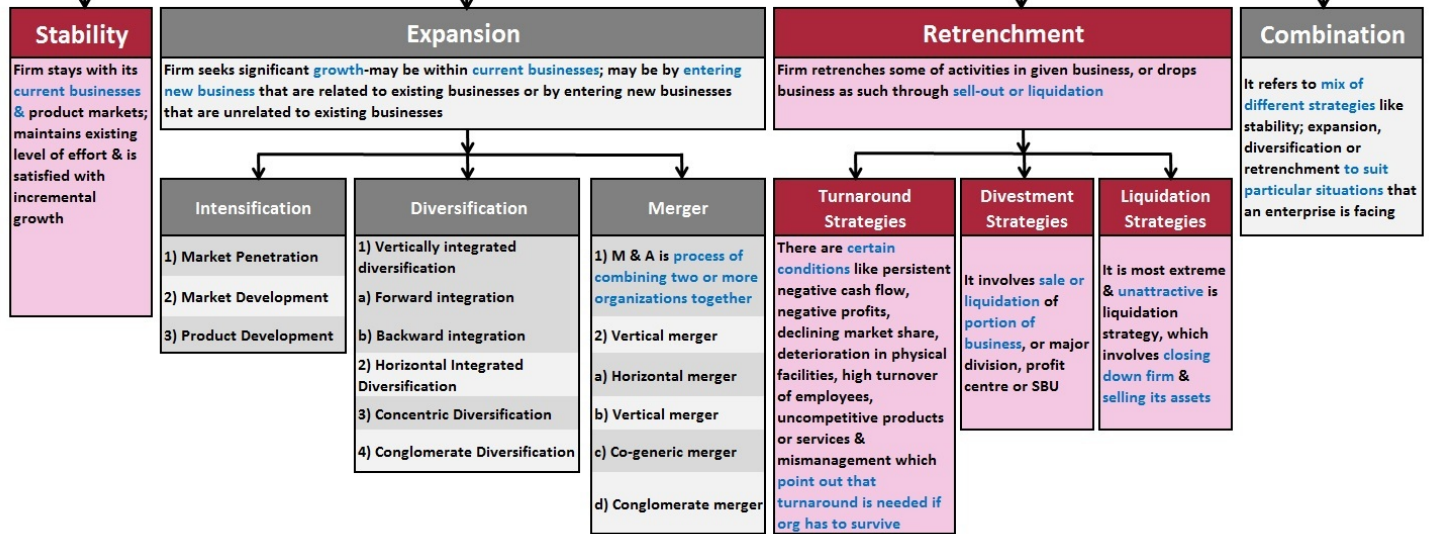 Stability
Firm stays with its
current businesses
& product markets;
maintains existing
level of effort & is
satisfied with
incremental
growth
Expansion
Firm seeks significant growth-may be within current businesses; may be by entering
new business that are related to existing businesses or by entering new businesses
that are unrelated to existing businesses
Intensification
1) Market Penetration
2) Market Development
3) Product Development
Diversification
1) Vertically integrated
diversification
a) Forward integration
b) Backward integration
2) Horizontal Integrated
Diversification
3) Concentric Diversification
4) Conglomerate Diversification
Merger
1) M & A is process of
combining two or more
organizations together
2) Vertical merger
a) Horizontal merger
b) Vertical merger
c) Co-generic merger
d) Conglomerate merger
Retrenchment
Firm retrenches some of activities in given business, or drops
business as such through sell-out or liquidation
Turnaround
Strategies
There are certain
conditions like persistent
negative cash flow,
negative profits,
declining market share,
deterioration in physical
facilities, high turnover
of employees,
uncompetitive products
or services &
mismanagement which
point out that
turnaround is needed if
org has to survive
Divestment
Strategies
It involves sale or
liquidation of
portion of
business, or major
division, profit
centre or SBU
Liquidation
Strategies
It is most extreme
& unattractive is
liquidation
strategy, which
involves closing
down firm &
selling its assets
Combination
It refers to mix of
different strategies like
stability; expansion,
diversification or
retrenchment to suit
particular situations that
an enterprise is facing